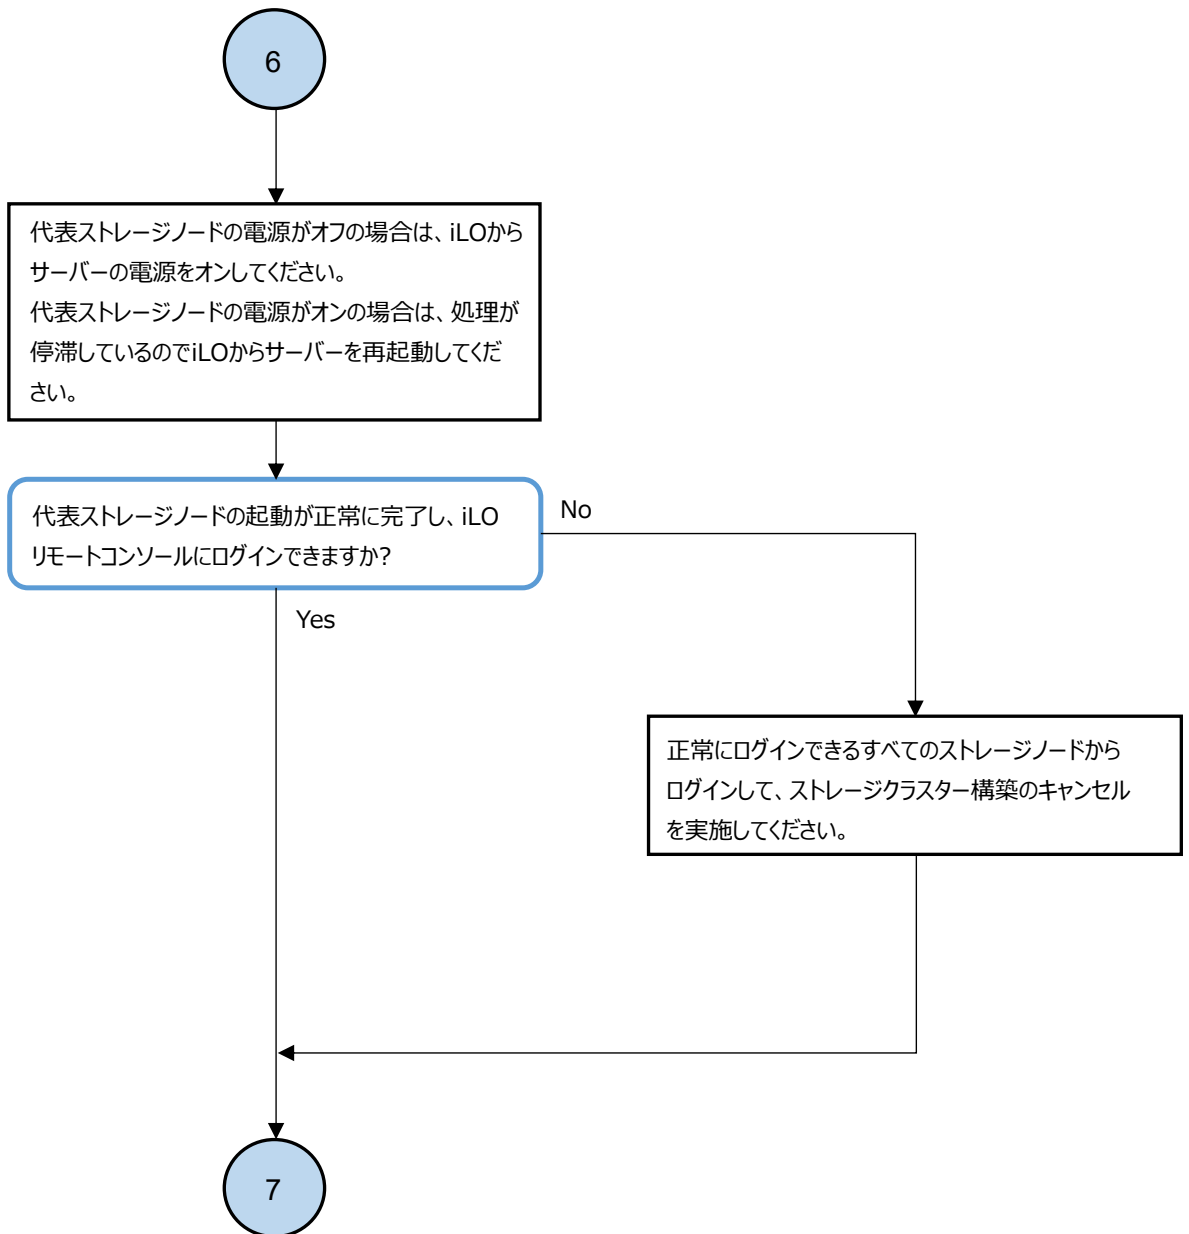 6
代表ストレージノードの電源がオフの場合は、iLOから
サーバーの電源をオンしてください。
代表ストレージノードの電源がオンの場合は、処理が
停滞しているのでiLOからサーバーを再起動してくだ
さい。
代表ストレージノードの起動が正常に完了し、iLO
リモートコンソールにログインできますか?
No
Yes
正常にログインできるすべてのストレージノードから
ログインして、ストレージクラスター構築のキャンセル
を実施してください。
7